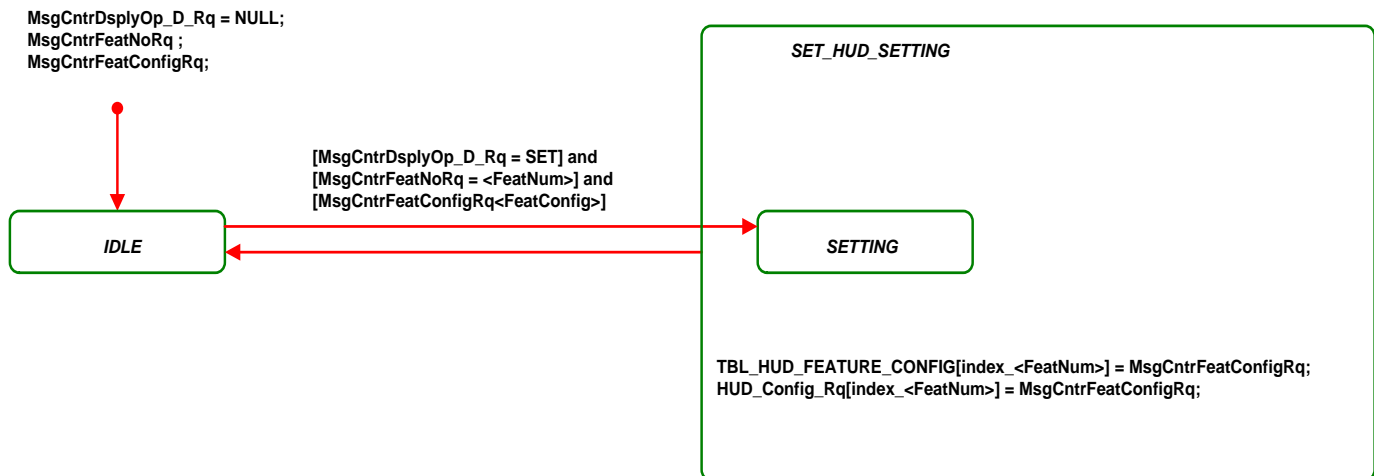 MsgCntrDsplyOp_D_Rq = NULL;
MsgCntrFeatNoRq ;
MsgCntrFeatConfigRq;
SET_HUD_SETTING
[MsgCntrDsplyOp_D_Rq = SET] and
[MsgCntrFeatNoRq = <FeatNum>] and
[MsgCntrFeatConfigRq<FeatConfig>]
IDLE
SETTING
TBL_HUD_FEATURE_CONFIG[index_<FeatNum>] = MsgCntrFeatConfigRq;
HUD_Config_Rq[index_<FeatNum>] = MsgCntrFeatConfigRq;